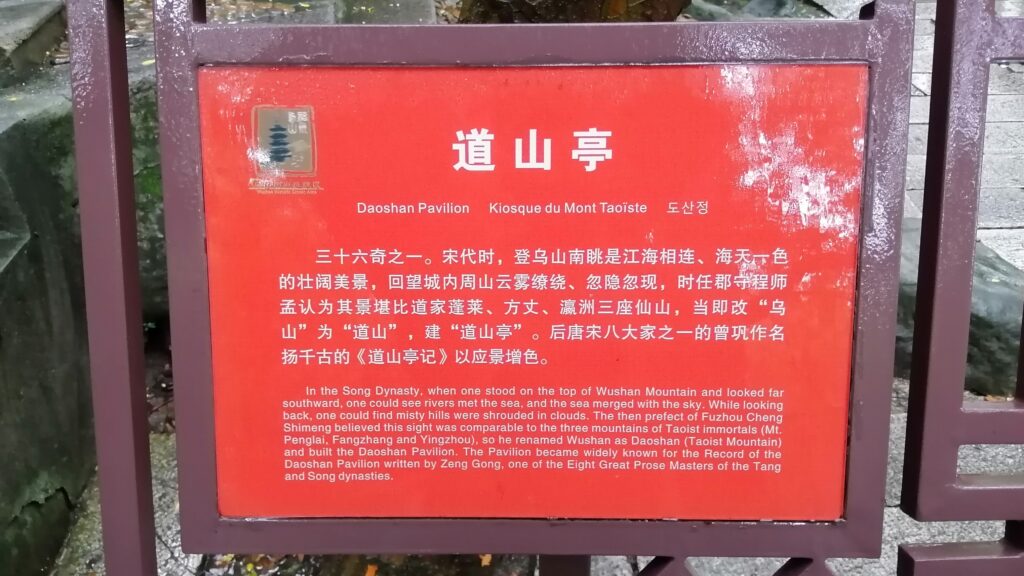 道山亭
Daoshan Pavilion Kiosque du Mont Taoïste 도산정
三十六奇之一。宋代时，登乌山南眺是江海相连、海天一色
的壮阔美景，回望城内周山云雾缭绕、忽隐忽现，时任郡守程师
孟认为其景堪比道家蓬莱、方丈、瀛洲三座仙山，当即改“乌
山”为“道山”，建“道山亭”。后唐宋八大家之一的曾巩作名
扬千古的《道山亭记》以应景增色。
In the Song Dynasty, when one stood on the top of Wushan Mountain and looked far
southward, one could see rivers met the sea, and the sea merged with the sky. While looking
back, one could find misty hills were shrouded in clouds. The then prefect of Fuzhou Cheng
Shimeng believed this sight was comparable to the three mountains of Taoist immortals (Mt.
Penglai, Fangzhang and Yingzhou), so he renamed Wushan as Daoshan (Taoist Mountain)
and built the Daoshan Pavilion. The Pavilion became widely known for the Record of the
Daoshan Pavilion written by Zeng Gong, one of the Eight Great Prose Masters of the Tang
and Song dynasties.